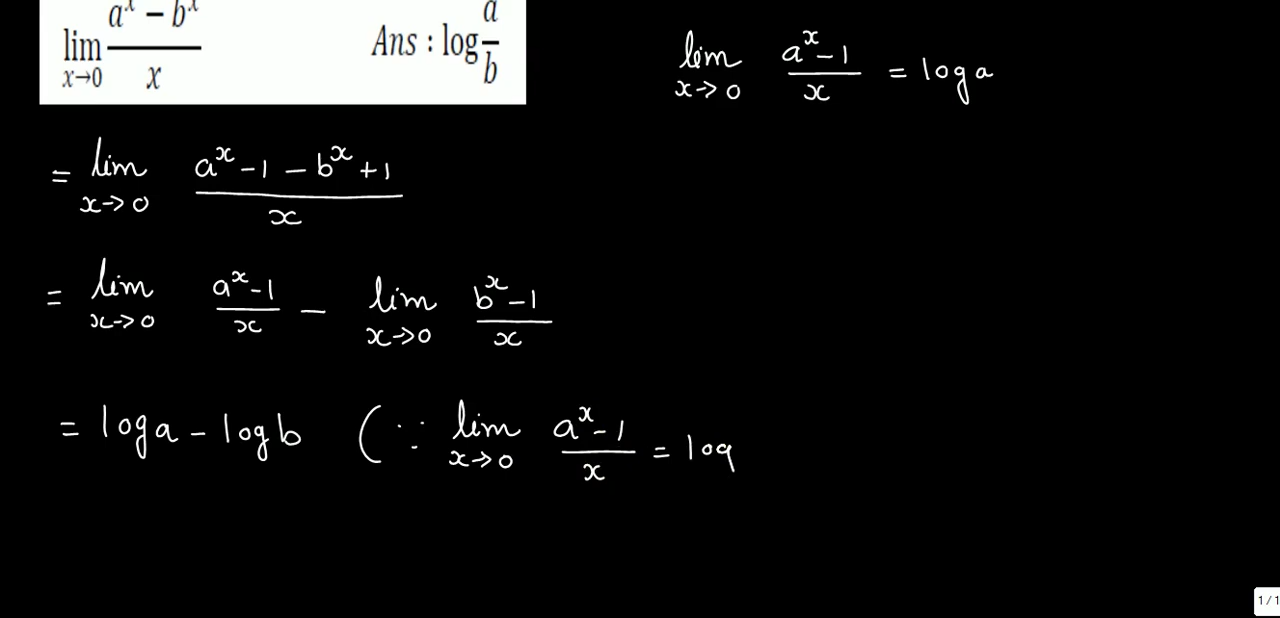 lim x→0 (a^x − b^x)/x    Ans : log a/b
lim x→0 (a^x − 1)/x = log a
= lim x→0 (a^x − 1 − b^x + 1)/x
= lim x→0 (a^x − 1)/x − lim x→0 (b^x − 1)/x
= log a − log b (∵ lim x→0 (a^x − 1)/x = log
1/1